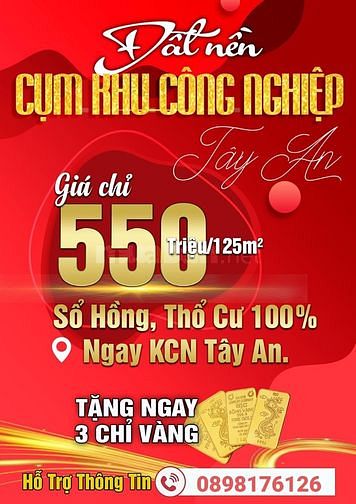 Đất nền
CỤM KHU CÔNG NGHIỆP
Tây An
Giá chỉ
550 Triệu/125m²
Sổ Hồng, Thổ Cư 100%
Ngay KCN Tây An.
TẶNG NGAY
3 CHỈ VÀNG
Hỗ Trợ Thông Tin 0898176126